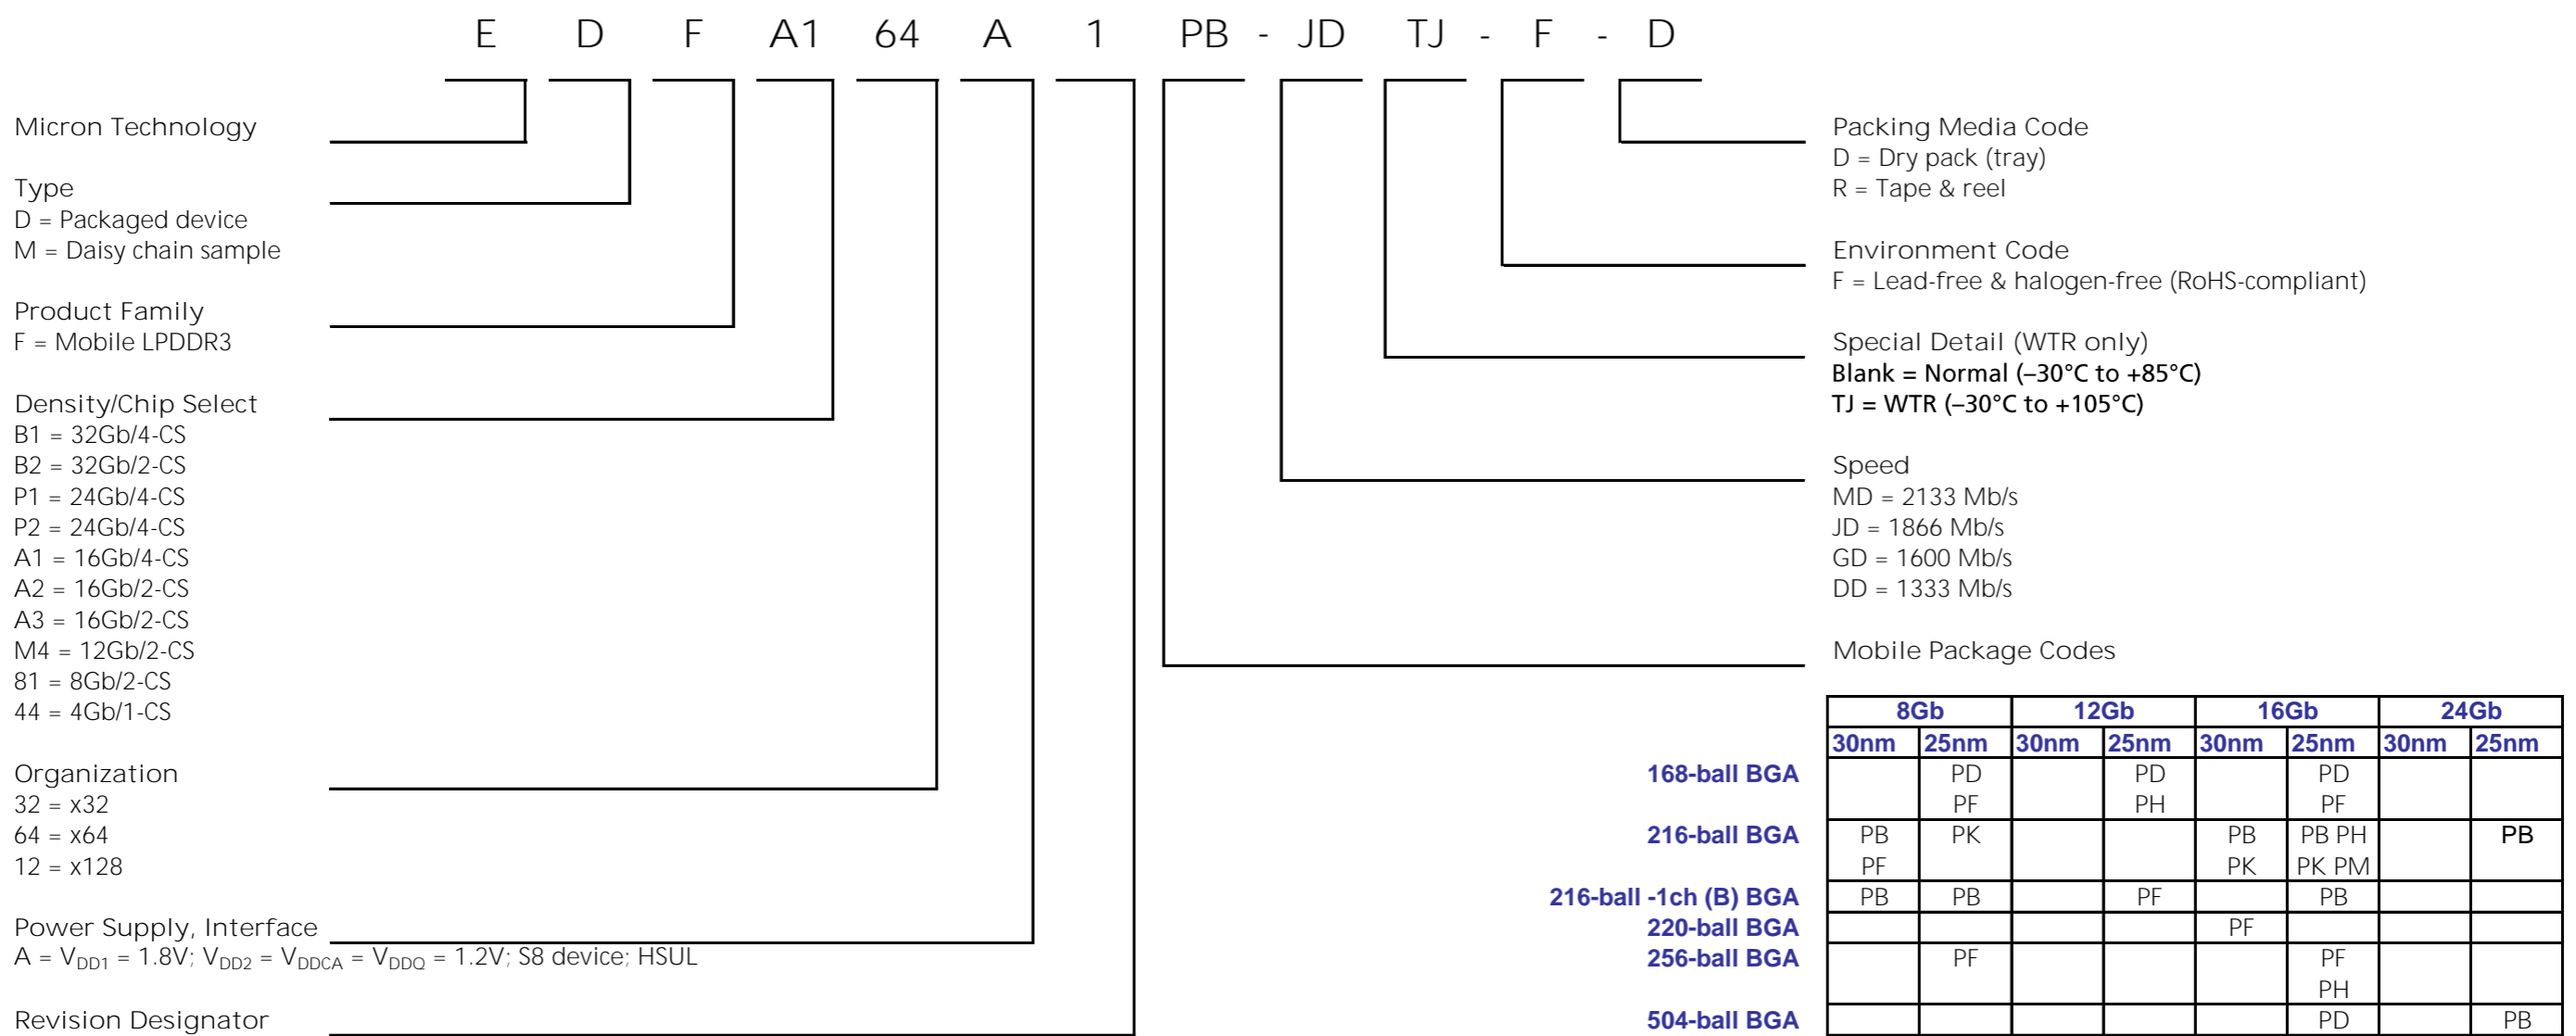 E D F A1 64 A 1 PB - JD TJ - F - D
Micron Technology
Type
D = Packaged device
M = Daisy chain sample
Product Family
F = Mobile LPDDR3
Density/Chip Select
B1 = 32Gb/4-CS
B2 = 32Gb/2-CS
P1 = 24Gb/4-CS
P2 = 24Gb/4-CS
A1 = 16Gb/4-CS
A2 = 16Gb/2-CS
A3 = 16Gb/2-CS
M4 = 12Gb/2-CS
81 = 8Gb/2-CS
44 = 4Gb/1-CS
Organization
32 = x32
64 = x64
12 = x128
Power Supply, Interface
A = VDD1 = 1.8V; VDD2 = VDDCA = VDDQ = 1.2V; S8 device; HSUL
Revision Designator
Packing Media Code
D = Dry pack (tray)
R = Tape & reel
Environment Code
F = Lead-free & halogen-free (RoHS-compliant)
Special Detail (WTR only)
Blank = Normal (–30°C to +85°C)
TJ = WTR (–30°C to +105°C)
Speed
MD = 2133 Mb/s
JD = 1866 Mb/s
GD = 1600 Mb/s
DD = 1333 Mb/s
Mobile Package Codes
8Gb 12Gb 16Gb 24Gb
30nm 25nm 30nm 25nm 30nm 25nm 30nm 25nm
168-ball BGA PD PD PD
PF PH PF
216-ball BGA PB PK PB PB PH PB
PF PK PK PM
216-ball -1ch (B) BGA PB PB PF PB
220-ball BGA PF
256-ball BGA PF PF
PH
504-ball BGA PD PB